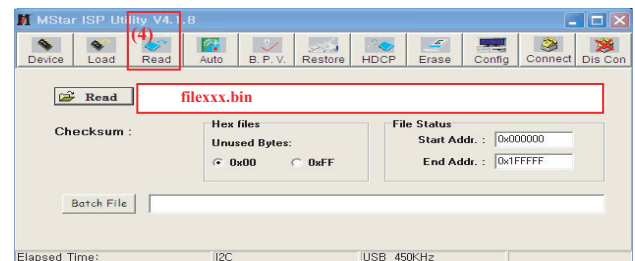 MStar ISP Utility V4.1.8
(4)
Device Load Read Auto B. P. V. Restore HDCP Erase Config Connect Dis Con
Read filexxx.bin
Checksum :
Hex files
Unused Bytes:
0x00 0xFF
File Status
Start Addr. : 0x000000
End Addr. : 0x1FFFFF
Batch File
Elapsed Time: I2C USB 450KHz